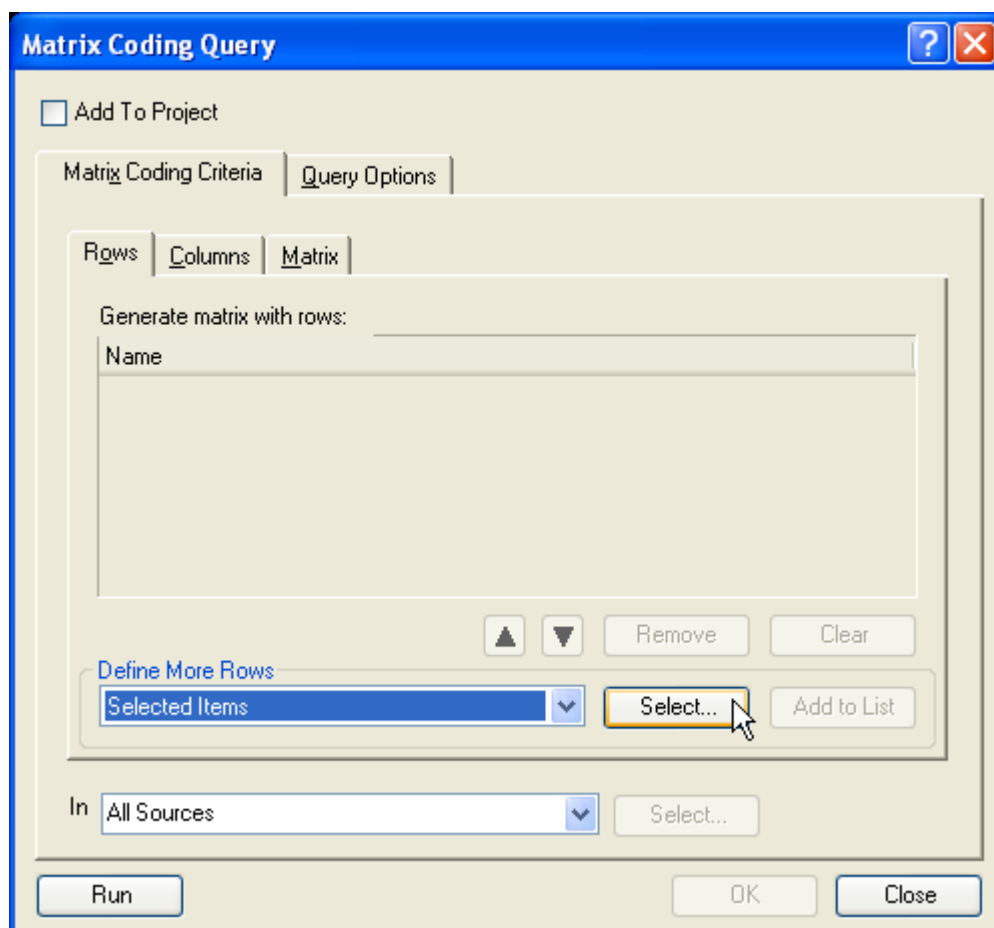 Matrix Coding Query
Add To Project
Matrix Coding Criteria Query Options
Rows Columns Matrix
Generate matrix with rows:
Name
Remove Clear
Define More Rows
Selected Items Select... Add to List
In All Sources Select...
Run OK Close